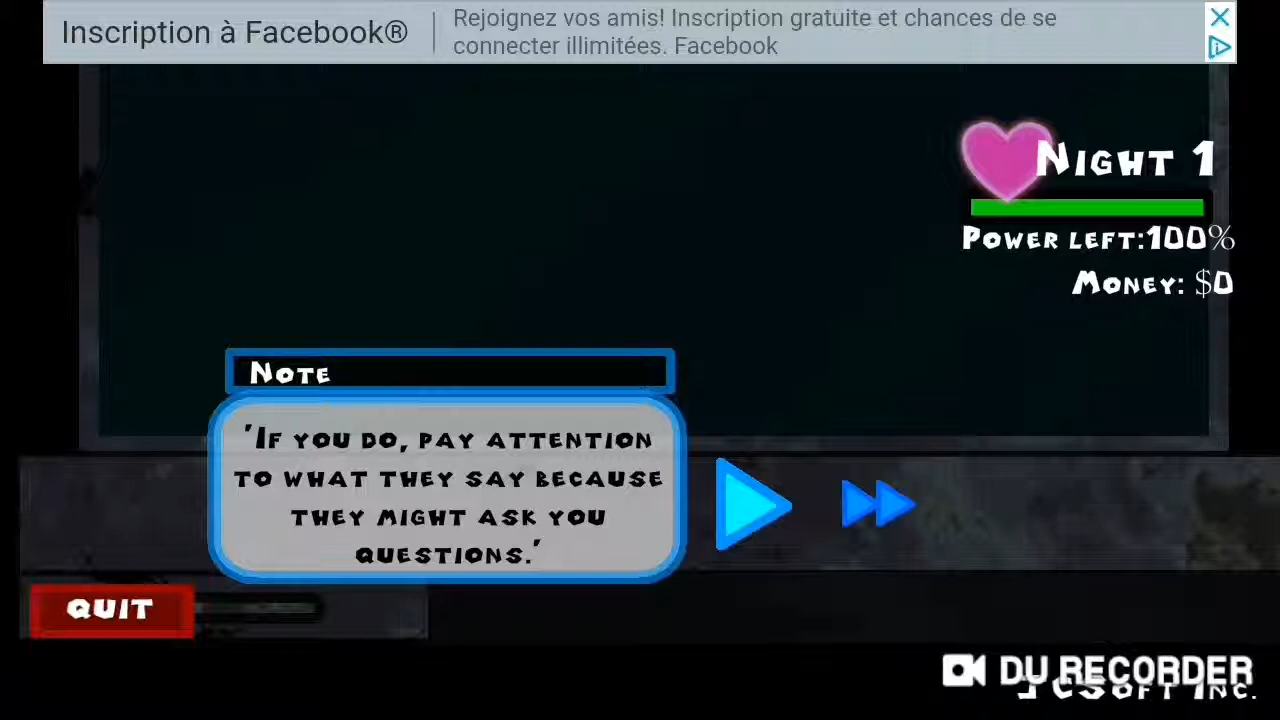 Inscription à Facebook®
Rejoignez vos amis! Inscription gratuite et chances de se
connecter illimitées. Facebook
NIGHT 1
POWER LEFT:100%
MONEY: $0
NOTE
'IF YOU DO, PAY ATTENTION
TO WHAT THEY SAY BECAUSE
THEY MIGHT ASK YOU
QUESTIONS.'
QUIT
DU RECORDER
JCSOFT INC.